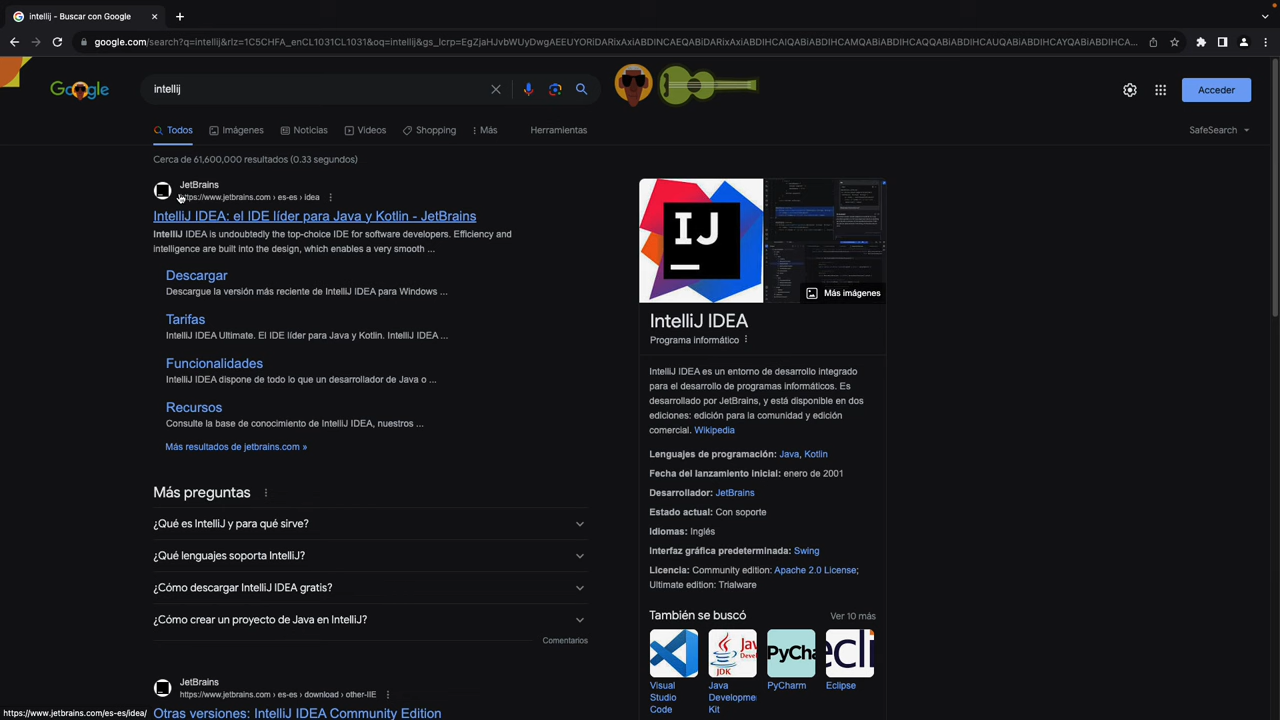 intellij - Buscar con Google
google.com/search?q=intellij&rlz=1C5CHFA_enCL1031CL1031&oq=intellij&gs_lcrp=
Google
intellij
Acceder
Todos
Imágenes
Noticias
Videos
Shopping
Más
Herramientas
SafeSearch
Cerca de 61,600,000 resultados (0.33 segundos)
JetBrains
https://www.jetbrains.com › es-es › idea
IntelliJ IDEA: el IDE líder para Java y Kotlin - JetBrains
IntelliJ IDEA is undoubtedly the top-choice IDE for software developers. Efficiency and
intelligence are built into the design, which enables a very smooth ...
Descargar
Descargue la versión más reciente de IntelliJ IDEA para Windows ...
Tarifas
IntelliJ IDEA Ultimate. El IDE líder para Java y Kotlin. IntelliJ IDEA ...
Funcionalidades
IntelliJ IDEA dispone de todo lo que un desarrollador de Java o ...
Recursos
Consulte la base de conocimiento de IntelliJ IDEA, nuestros ...
Más resultados de jetbrains.com »
Más preguntas
¿Qué es IntelliJ y para qué sirve?
¿Qué lenguajes soporta IntelliJ?
¿Cómo descargar IntelliJ IDEA gratis?
¿Cómo crear un proyecto de Java en IntelliJ?
Comentarios
JetBrains
https://www.jetbrains.com › es-es › download › other-IIE
Otras versiones: IntelliJ IDEA Community Edition
https://www.jetbrains.com/es-es/idea/
IJ
Más imágenes
IntelliJ IDEA
Programa informático
IntelliJ IDEA es un entorno de desarrollo integrado
para el desarrollo de programas informáticos. Es
desarrollado por JetBrains, y está disponible en dos
ediciones: edición para la comunidad y edición
comercial. Wikipedia
Lenguajes de programación: Java, Kotlin
Fecha del lanzamiento inicial: enero de 2001
Desarrollador: JetBrains
Estado actual: Con soporte
Idiomas: Inglés
Interfaz gráfica predeterminada: Swing
Licencia: Community edition: Apache 2.0 License;
Ultimate edition: Trialware
También se buscó
Ver 10 más
Visual
Studio
Code
Java
Developme
Kit
PyCharm
Eclipse